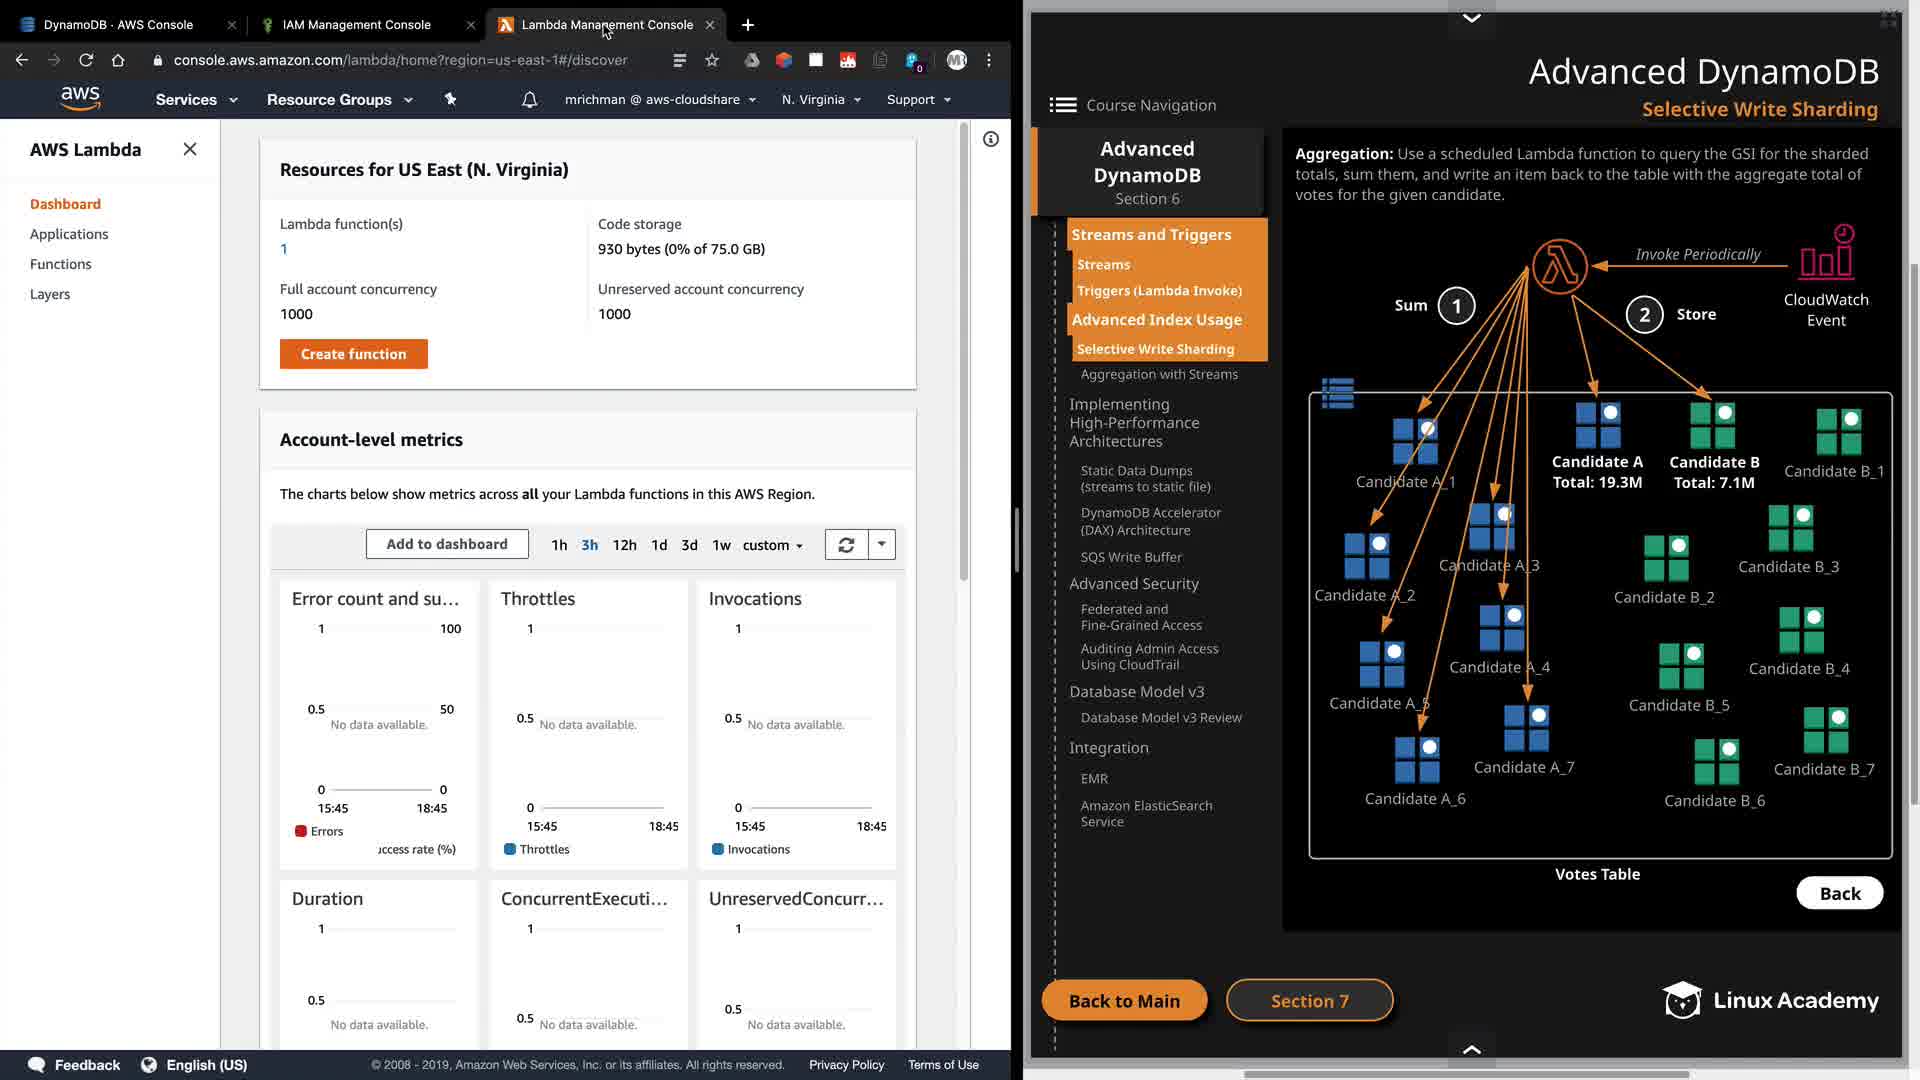 DynamoDB · AWS Console
IAM Management Console
Lambda Management Console
console.aws.amazon.com/lambda/home?region=us-east-1#/discover
0
MR
aws
Services
Resource Groups
mrichman @ aws-cloudshare
N. Virginia
Support
AWS Lambda
Dashboard
Applications
Functions
Layers
Resources for US East (N. Virginia)
Lambda function(s)
1
Code storage
930 bytes (0% of 75.0 GB)
Full account concurrency
1000
Unreserved account concurrency
1000
Create function
Account-level metrics
The charts below show metrics across all your Lambda functions in this AWS Region.
Add to dashboard
1h 3h 12h 1d 3d 1w custom
Error count and su...
1
100
0.5
50
No data available.
0
0
15:45
18:45
Errors
uccess rate (%)
Throttles
1
0.5
No data available.
0
15:45
18:45
Throttles
Invocations
1
0.5
No data available.
0
15:45
18:45
Invocations
Duration
1
0.5
No data available.
ConcurrentExecuti...
1
0.5
No data available.
UnreservedConcurr...
1
0.5
No data available.
Feedback
English (US)
© 2008 - 2019, Amazon Web Services, Inc. or its affiliates. All rights reserved.
Privacy Policy
Terms of Use
Advanced DynamoDB
Selective Write Sharding
Course Navigation
Advanced
DynamoDB
Section 6
Streams and Triggers
Streams
Triggers (Lambda Invoke)
Advanced Index Usage
Selective Write Sharding
Aggregation with Streams
Implementing
High-Performance
Architectures
Static Data Dumps
(streams to static file)
DynamoDB Accelerator
(DAX) Architecture
SQS Write Buffer
Advanced Security
Federated and
Fine-Grained Access
Auditing Admin Access
Using CloudTrail
Database Model v3
Database Model v3 Review
Integration
EMR
Amazon ElasticSearch
Service
Aggregation: Use a scheduled Lambda function to query the GSI for the sharded
totals, sum them, and write an item back to the table with the aggregate total of
votes for the given candidate.
Invoke Periodically
CloudWatch
Event
Sum
1
2
Store
Candidate A
Total: 19.3M
Candidate B
Total: 7.1M
Candidate B_1
Candidate A_1
Candidate A_3
Candidate B_3
Candidate A_2
Candidate B_2
Candidate A_4
Candidate B_4
Candidate A_5
Candidate B_5
Candidate A_7
Candidate B_7
Candidate A_6
Candidate B_6
Votes Table
Back
Back to Main
Section 7
Linux Academy